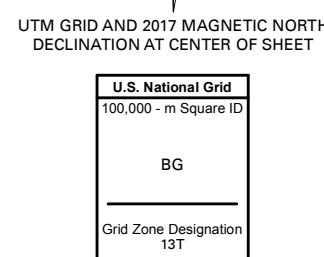 UTM GRID AND 2017 MAGNETIC NORTH
DECLINATION AT CENTER OF SHEET
U.S. National Grid
100,000 - m Square ID
BG
Grid Zone Designation
13T